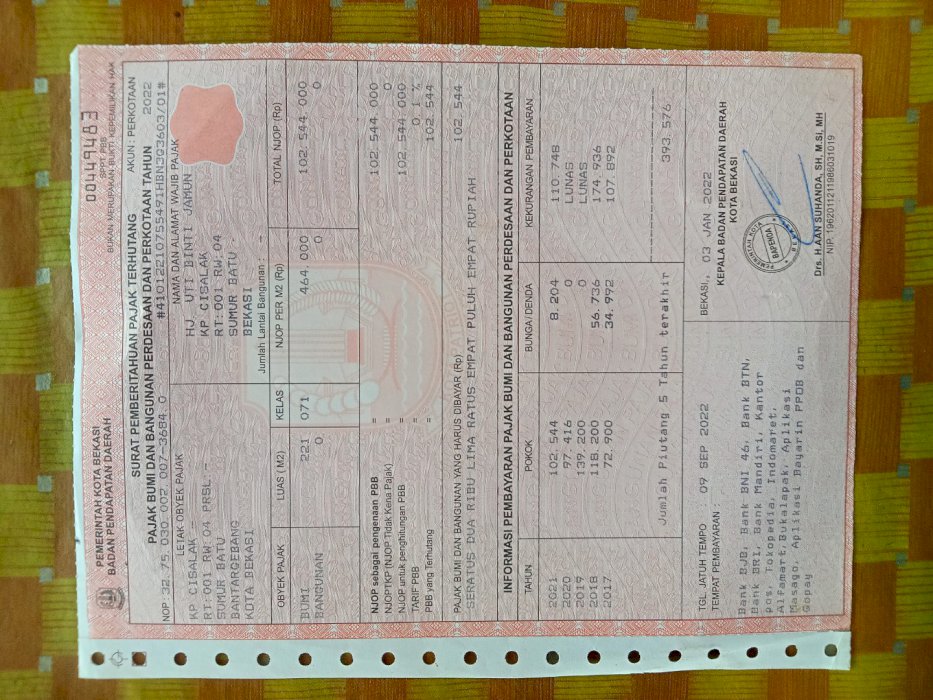 00449483
SPPT PBB
BUKAN MERUPAKAN BUKTI KEPEMILIKAN HAK
PEMERINTAH KOTA BEKASI
BADAN PENDAPATAN DAERAH
SURAT PEMBERITAHUAN PAJAK TERHUTANG
PAJAK BUMI DAN BANGUNAN PERDESAAN DAN PERKOTAAN TAHUN 2022
AKUN : PERKOTAAN
NOP 32.75.030.002.007-3684.0 #41012210755491HBN303603/01#
LETAK OBYEK PAJAK
KP CISALAK -
RT:001 RW:04 PRSL:-
SUMUR BATU
BANTARGEBANG
KOTA BEKASI
NAMA DAN ALAMAT WAJIB PAJAK
HJ. UTI BINTI JAMUN
KP CISALAK
RT:001 RW:04
SUMUR BATU -
BEKASI
Jumlah Lantai Bangunan : -
OBYEK PAJAK LUAS (M2) KELAS NJOP PER M2 (Rp) TOTAL NJOP (Rp)
BUMI 221 071 464.000 102.544.000
BANGUNAN 0 0 0
NJOP sebagai pengenaan PBB = 102.544.000
NJOPTKP (NJOP Tidak Kena Pajak) = 0
NJOP untuk penghitungan PBB = 102.544.000
TARIF PBB = 0.1 %
PBB yang Terhutang = 102.544
PAJAK BUMI DAN BANGUNAN YANG HARUS DIBAYAR (Rp) 102.544
SERATUS DUA RIBU LIMA RATUS EMPAT PULUH EMPAT RUPIAH
INFORMASI PEMBAYARAN PAJAK BUMI DAN BANGUNAN PERDESAAN DAN PERKOTAAN
TAHUN POKOK BUNGA/DENDA KEKURANGAN PEMBAYARAN
2021 102.544 8.204 110.748
2020 97.416 0 LUNAS
2019 139.200 0 LUNAS
2018 118.200 56.736 174.936
2017 72.900 34.992 107.892
Jumlah Piutang 5 Tahun terakhir 393.576
TGL JATUH TEMPO : 09 SEP 2022
TEMPAT PEMBAYARAN :
Bank BJB, Bank BNI 46, Bank BTN,
Bank BRI, Bank Mandiri, Kantor
pos, Tokopedia, Indomaret,
Alfamart, Bukalapak, Aplikasi
Masago, Aplikasi Bayarin PPOB dan
Gopay
BEKASI, 03 JAN 2022
KEPALA BADAN PENDAPATAN DAERAH
KOTA BEKASI
PEMERINTAH KOTA
BAPENDA
Drs. H.AAN SUHANDA, SH, M.Si, MH
NIP.196201121198603​1019